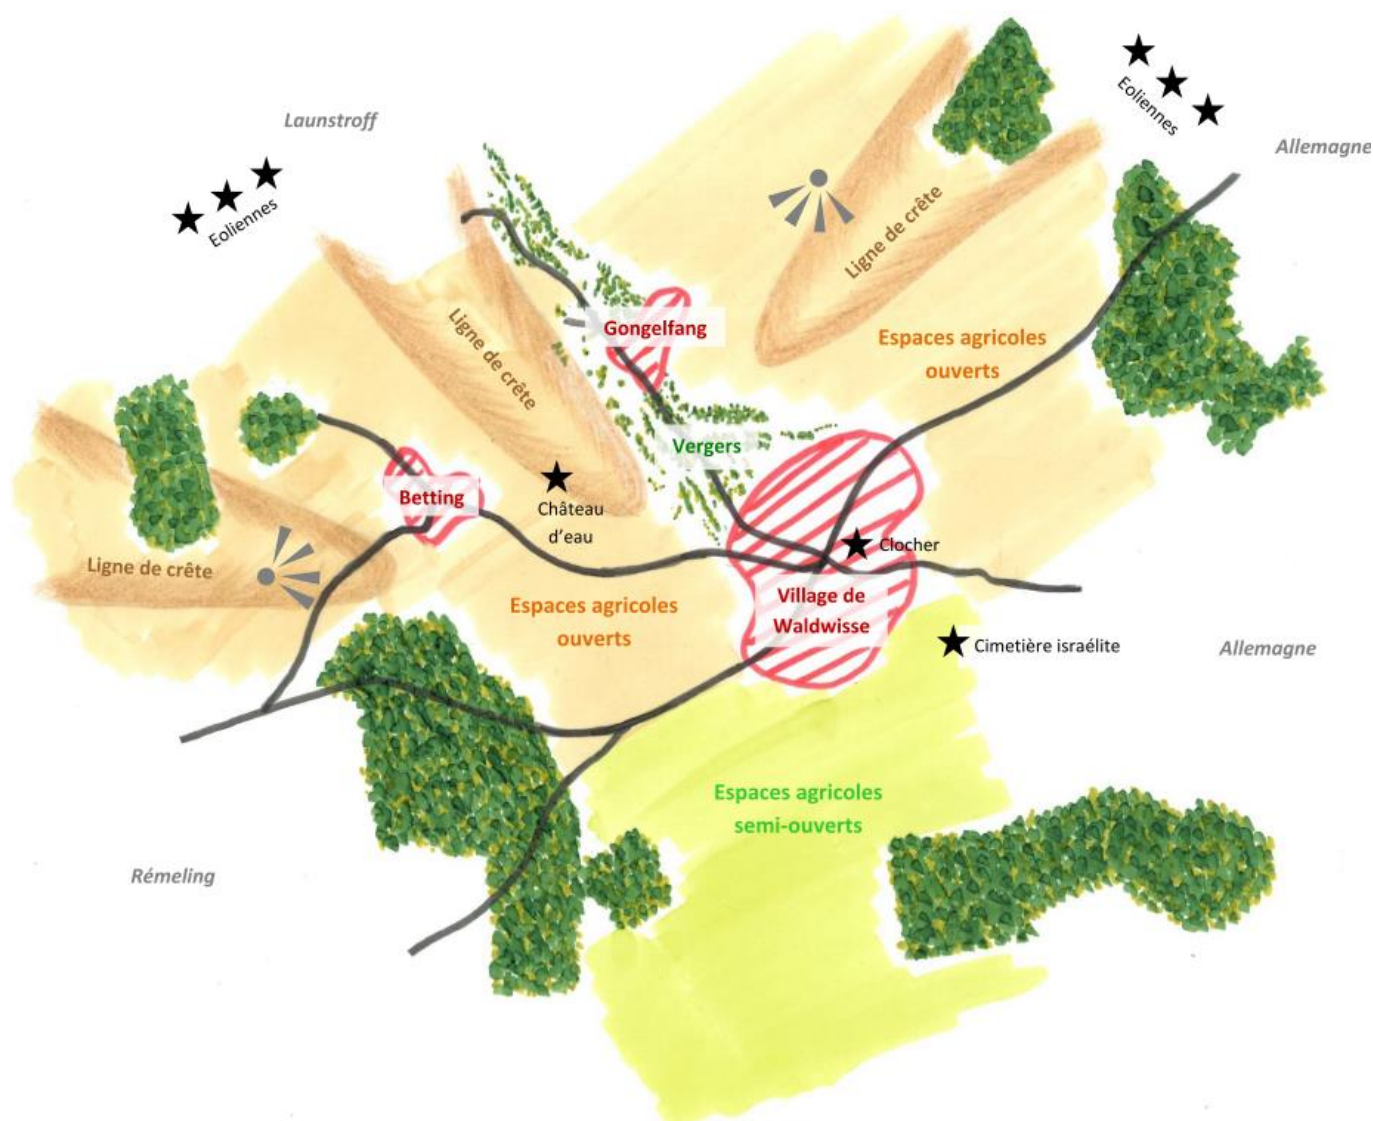 Launstroff
Eoliennes
Eoliennes
Allemagne
Ligne de crête
Gongelfang
Ligne de crête
Espaces agricoles
ouverts
Vergers
Betting
Château
d’eau
Clocher
Ligne de crête
Espaces agricoles
ouverts
Village de
Waldwisse
Cimetière israélite
Allemagne
Espaces agricoles
semi-ouverts
Rémeling